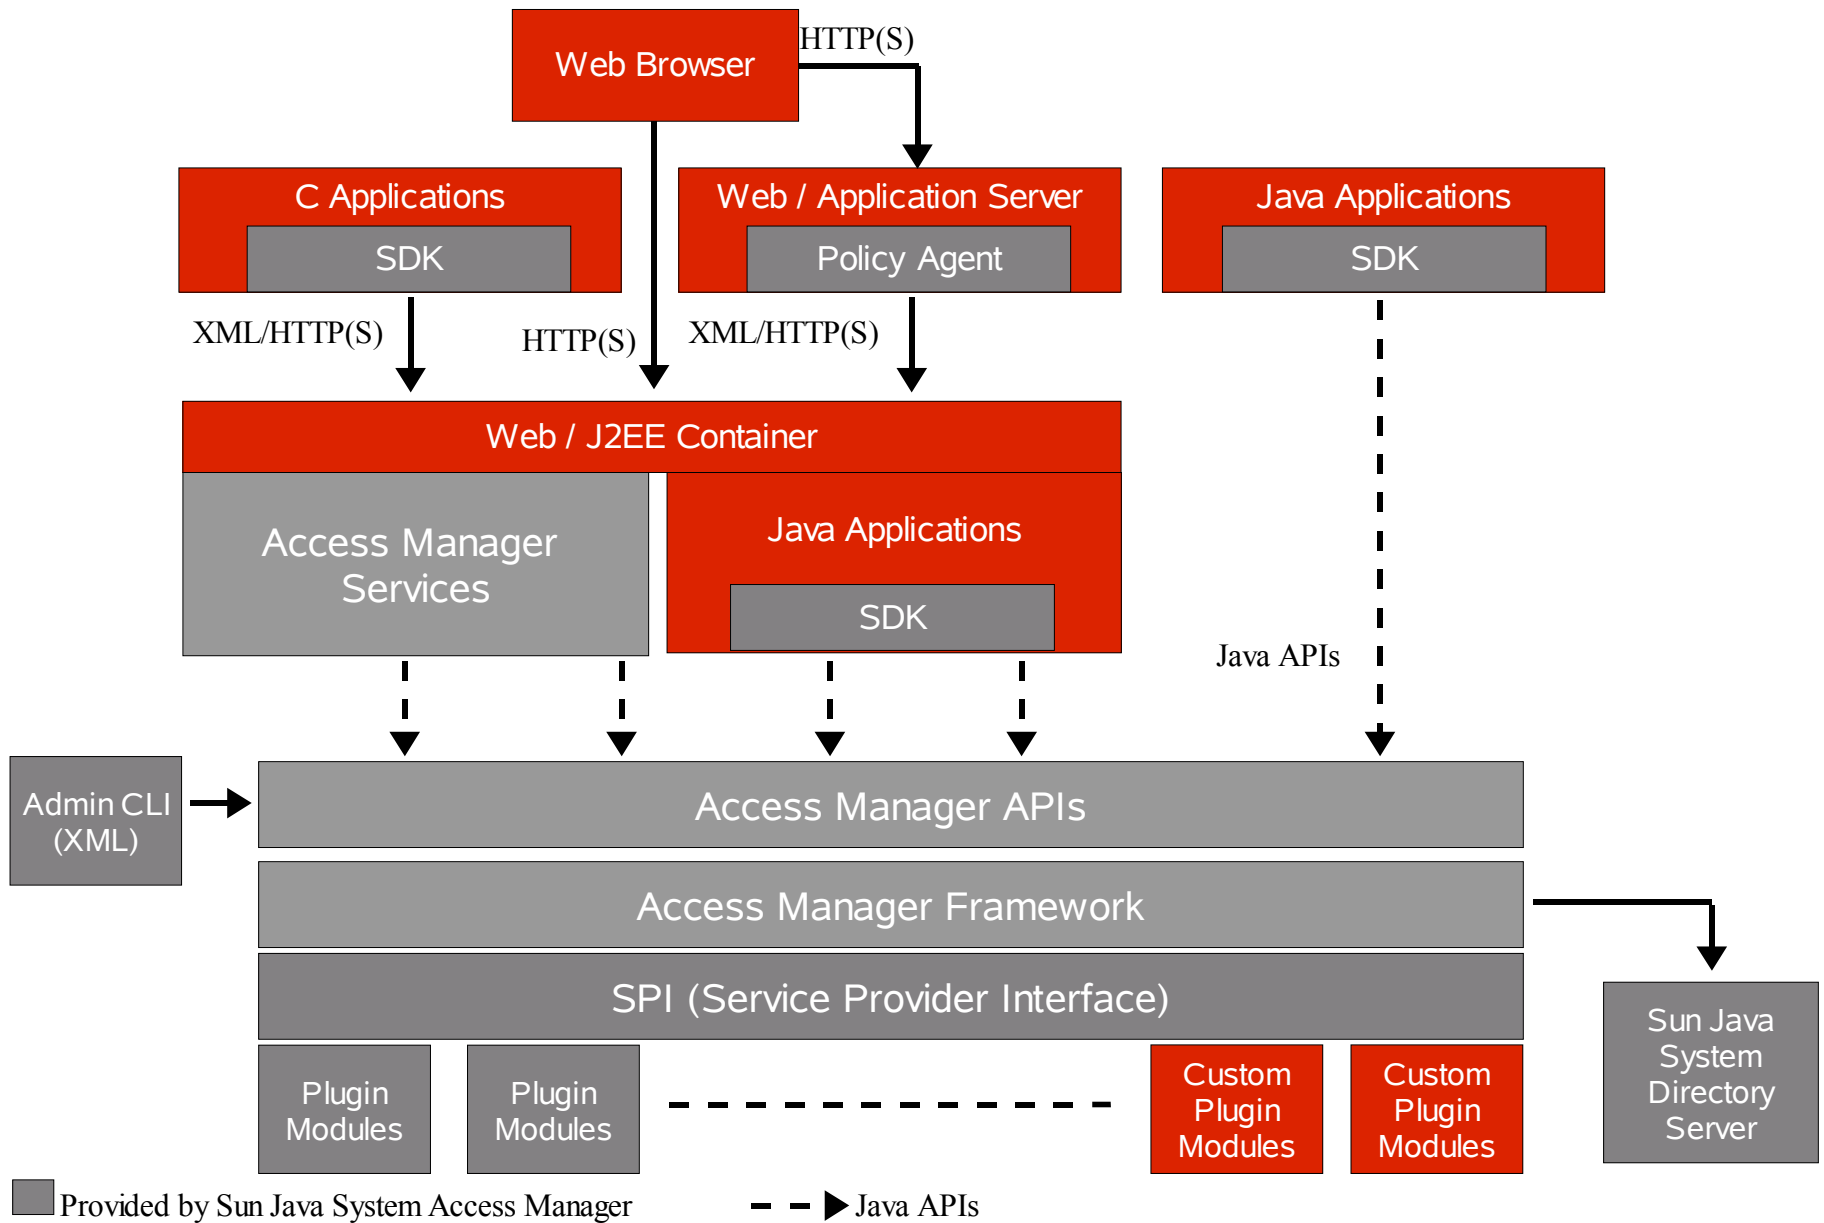 Web Browser
HTTP(S)
C Applications
SDK
Web / Application Server
Policy Agent
Java Applications
SDK
XML/HTTP(S)
HTTP(S)
XML/HTTP(S)
Web / J2EE Container
Access Manager
Services
Java Applications
SDK
Java APIs
Admin CLI
(XML)
Access Manager APIs
Access Manager Framework
SPI (Service Provider Interface)
Plugin
Modules
Plugin
Modules
Custom
Plugin
Modules
Custom
Plugin
Modules
Sun Java
System
Directory
Server
Provided by Sun Java System Access Manager
Java APIs